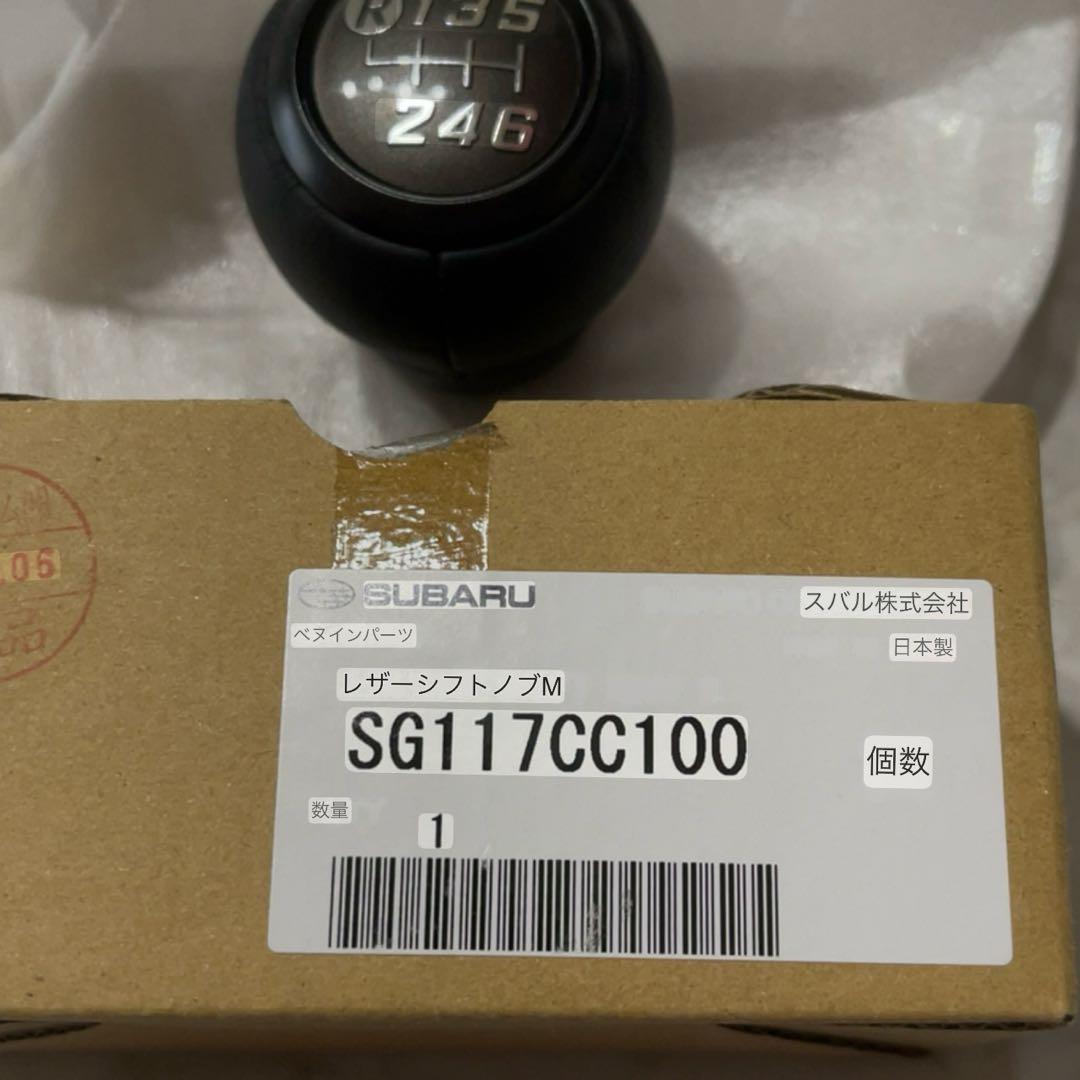 R135
246
.06
品
SUBARU
スバル株式会社
ベヌインパーツ
日本製
レザーシフトノブM
SG117CC100
個数
数量
1